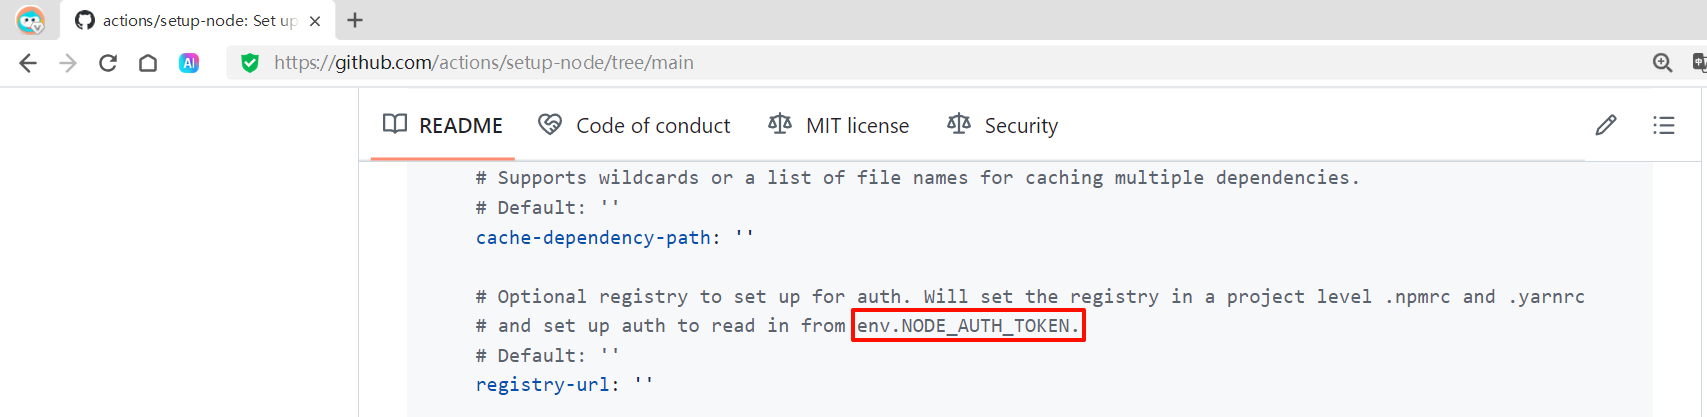 actions/setup-node: Set up
AI
https://github.com/actions/setup-node/tree/main
README
Code of conduct
MIT license
Security
# Supports wildcards or a list of file names for caching multiple dependencies.
# Default: ''
cache-dependency-path: ''
# Optional registry to set up for auth. Will set the registry in a project level .npmrc and .yarnrc
# and set up auth to read in from env.NODE_AUTH_TOKEN.
# Default: ''
registry-url: ''